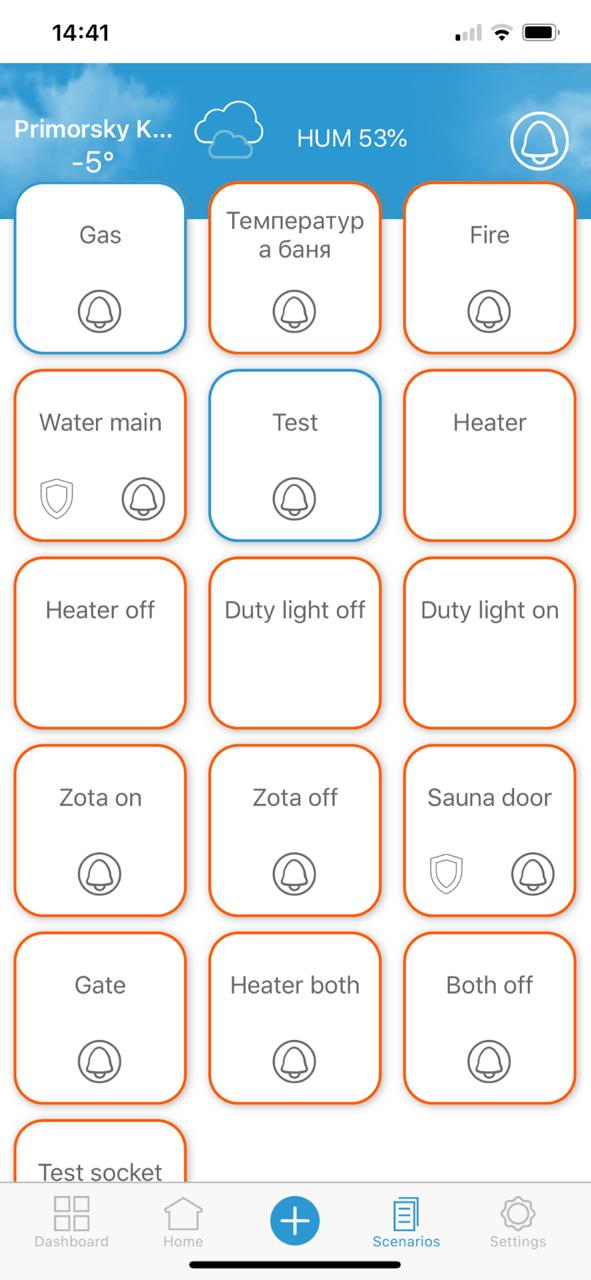 14:41
Primorsky K...
-5°
HUM 53%
Gas
Температур
а баня
Fire
Water main
Test
Heater
Heater off
Duty light off
Duty light on
Zota on
Zota off
Sauna door
Gate
Heater both
Both off
Test socket
Dashboard
Home
Scenarios
Settings